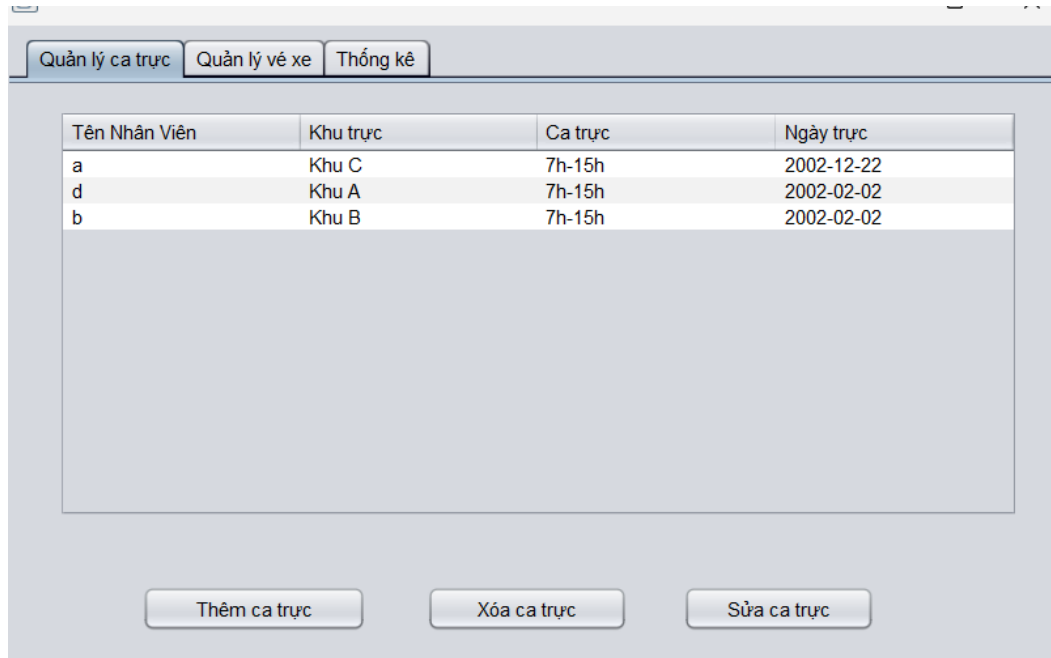 Quản lý ca trực Quản lý vé xe Thống kê
Tên Nhân Viên Khu trực Ca trực Ngày trực
a Khu C 7h-15h 2002-12-22
d Khu A 7h-15h 2002-02-02
b Khu B 7h-15h 2002-02-02
Thêm ca trực Xóa ca trực Sửa ca trực